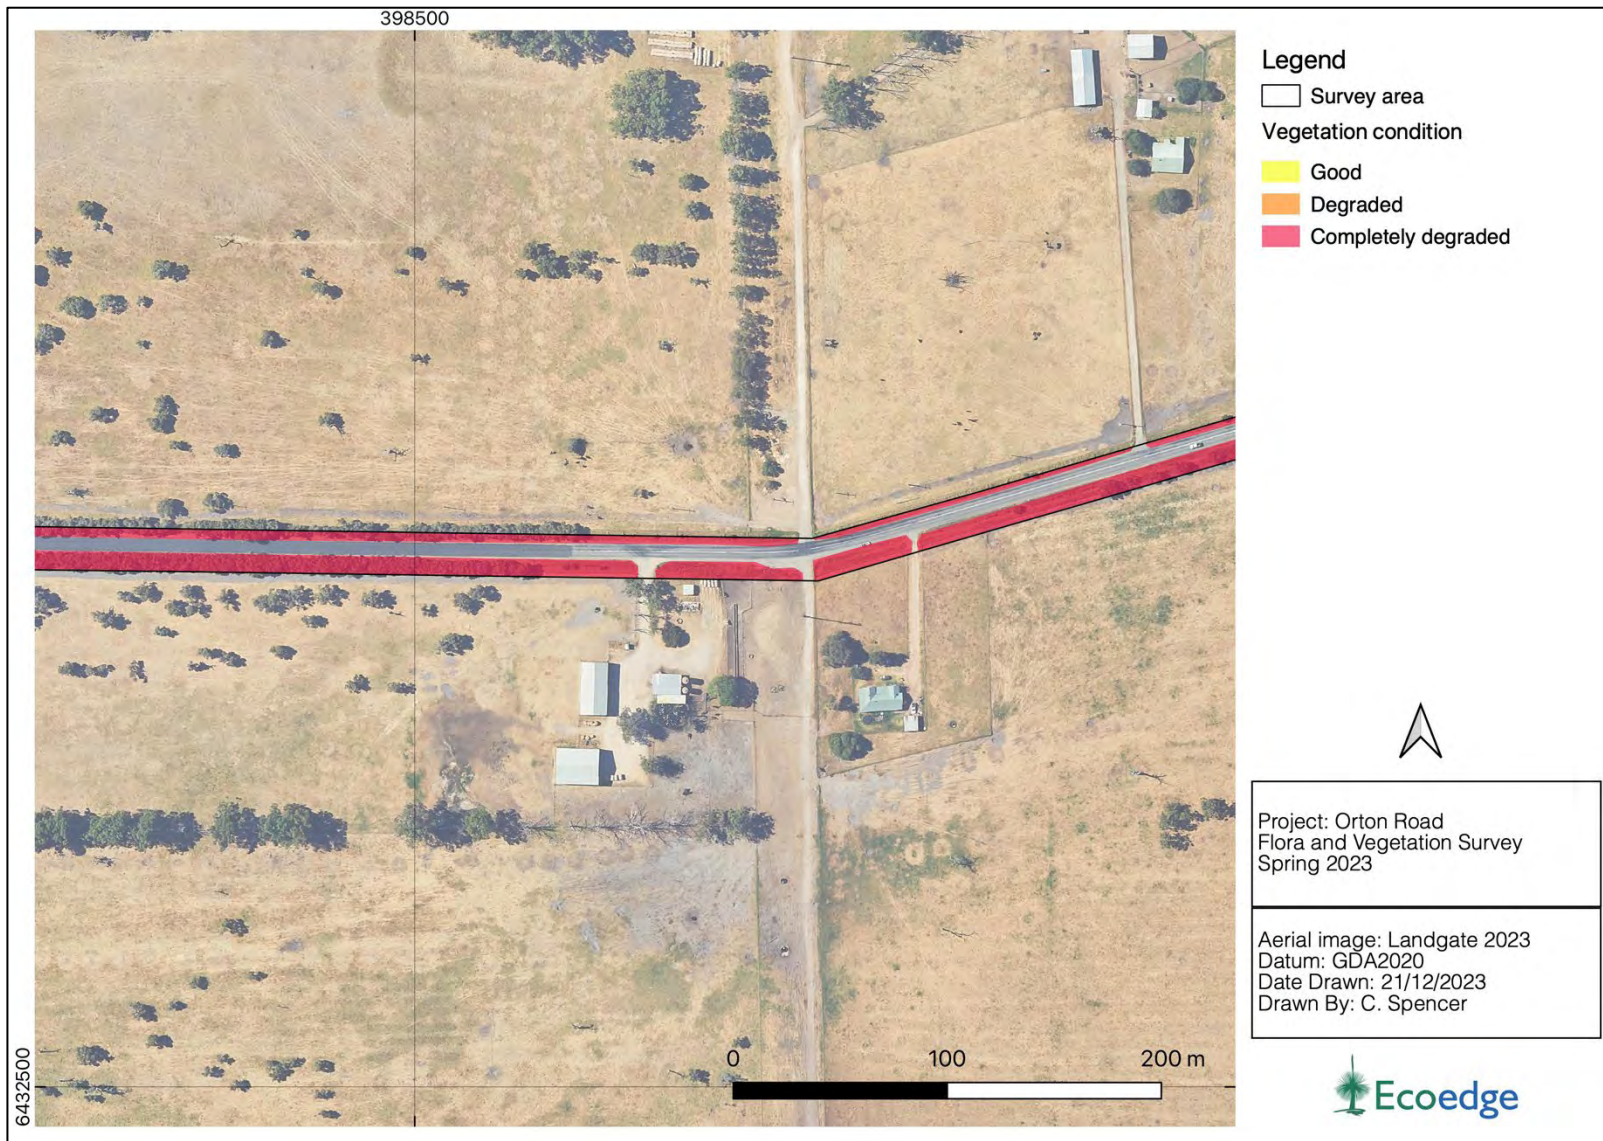 398500
Legend
Survey area
Vegetation condition
Good
Degraded
Completely degraded
Project: Orton Road
Flora and Vegetation Survey
Spring 2023
Aerial image: Landgate 2023
Datum: GDA2020
Date Drawn: 21/12/2023
Drawn By: C. Spencer
6432500
0 100 200 m
Ecoedge